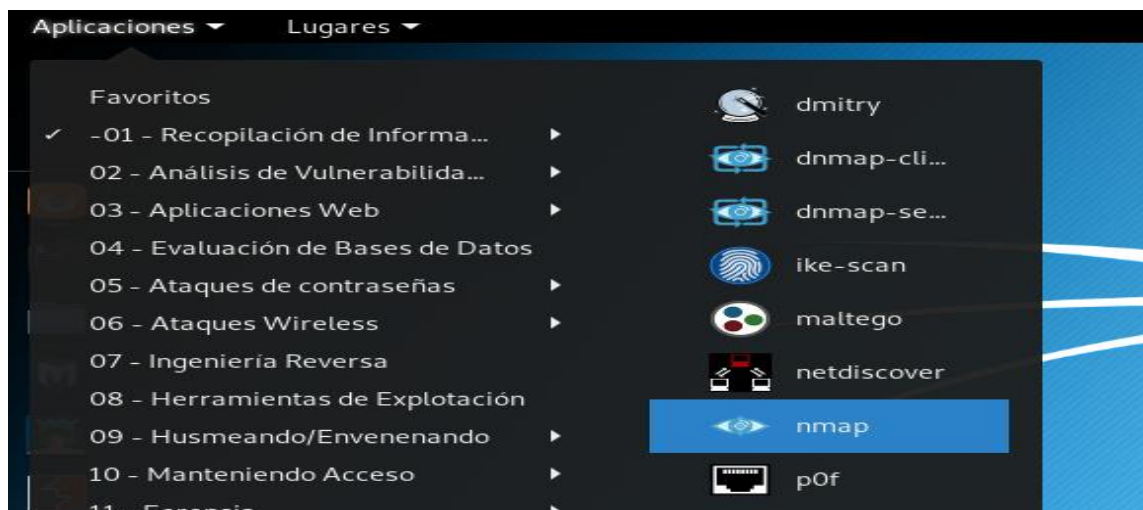 Aplicaciones Lugares
Favoritos
-01 - Recopilación de Informa...
02 - Análisis de Vulnerabilida...
03 - Aplicaciones Web
04 - Evaluación de Bases de Datos
05 - Ataques de contraseñas
06 - Ataques Wireless
07 - Ingeniería Reversa
08 - Herramientas de Explotación
09 - Husmeando/Envenenando
10 - Manteniendo Acceso
dmitry
dnmap-cli...
dnmap-se...
ike-scan
maltego
netdiscover
nmap
p0f